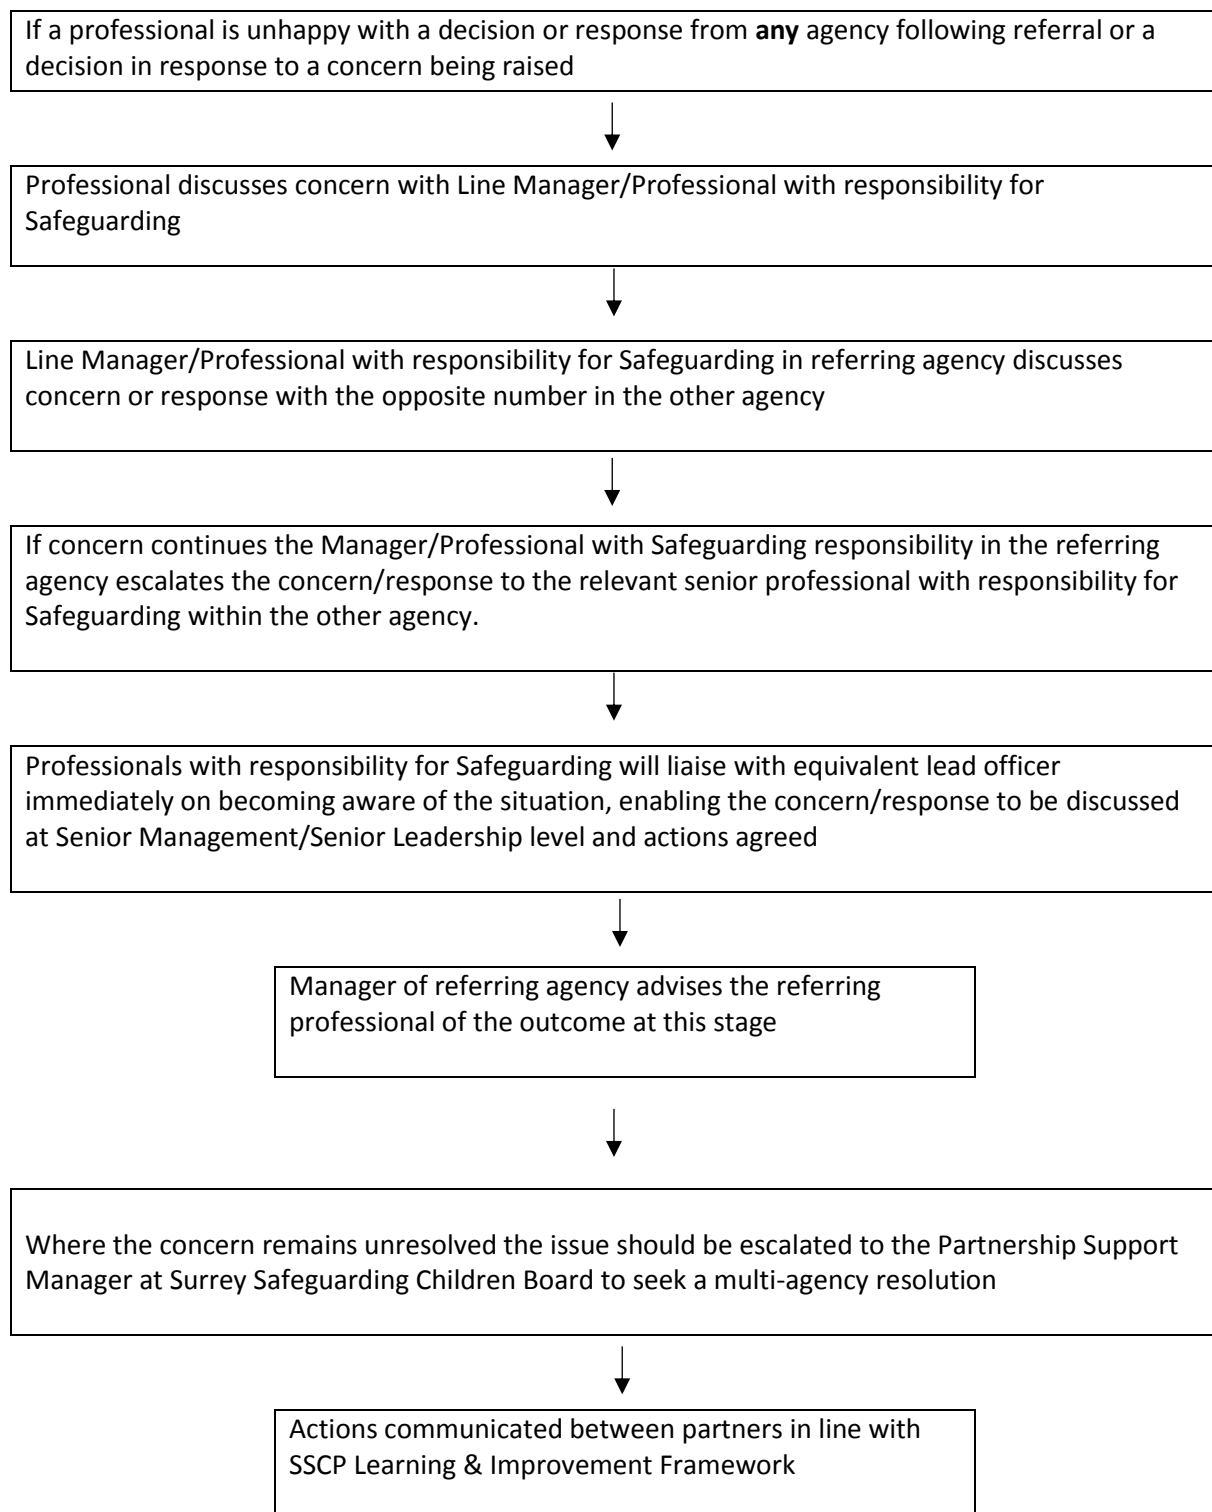 If a professional is unhappy with a decision or response from any agency following referral or a
decision in response to a concern being raised
Professional discusses concern with Line Manager/Professional with responsibility for
Safeguarding
Line Manager/Professional with responsibility for Safeguarding in referring agency discusses
concern or response with the opposite number in the other agency
If concern continues the Manager/Professional with Safeguarding responsibility in the referring
agency escalates the concern/response to the relevant senior professional with responsibility for
Safeguarding within the other agency.
Professionals with responsibility for Safeguarding will liaise with equivalent lead officer
immediately on becoming aware of the situation, enabling the concern/response to be discussed
at Senior Management/Senior Leadership level and actions agreed
Manager of referring agency advises the referring
professional of the outcome at this stage
Where the concern remains unresolved the issue should be escalated to the Partnership Support
Manager at Surrey Safeguarding Children Board to seek a multi-agency resolution
Actions communicated between partners in line with
SSCP Learning & Improvement Framework